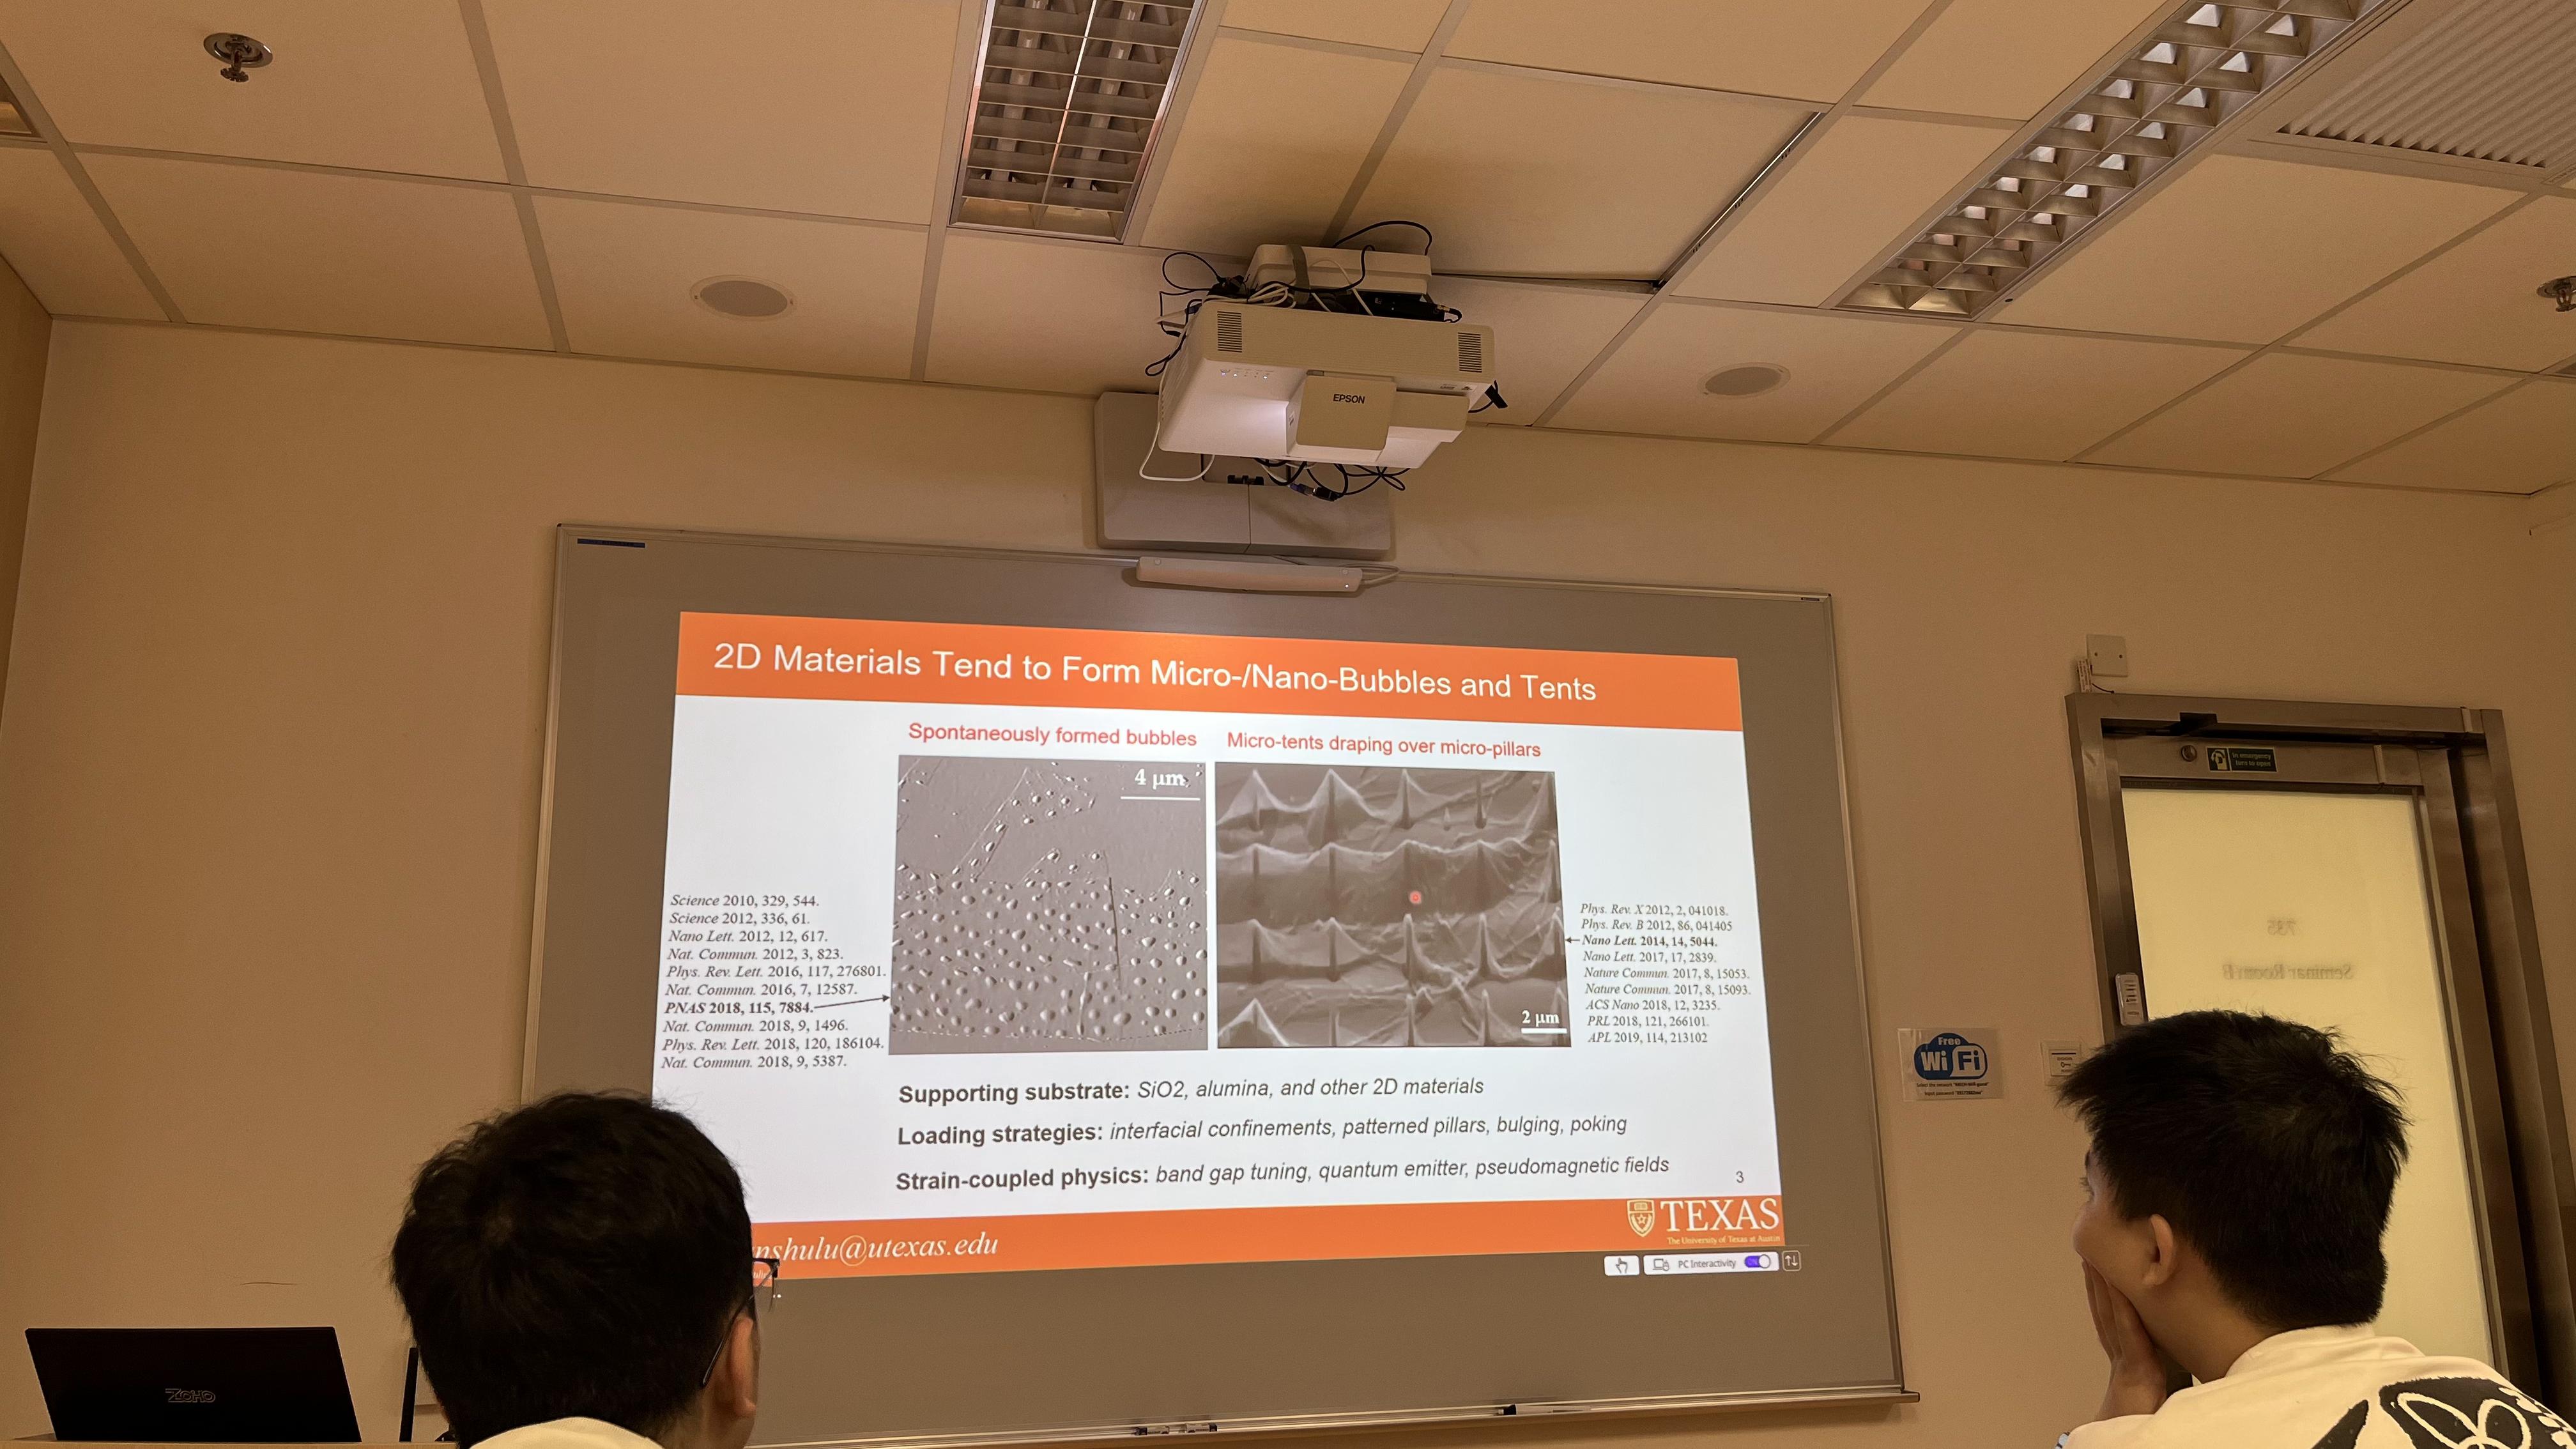 EPSON
2D Materials Tend to Form Micro-/Nano-Bubbles and Tents
Spontaneously formed bubbles
Micro-tents draping over micro-pillars
4 µm
2 µm
Science 2010, 329, 544.
Science 2012, 336, 61.
Nano Lett. 2012, 12, 617.
Nat. Commun. 2012, 3, 823.
Phys. Rev. Lett. 2016, 117, 276801.
Nat. Commun. 2016, 7, 12587.
PNAS 2018, 115, 7884.
Nat. Commun. 2018, 9, 1496.
Phys. Rev. Lett. 2018, 120, 186104.
Nat. Commun. 2018, 9, 5387.
Phys. Rev. X 2012, 2, 041018.
Phys. Rev. B 2012, 86, 041405
Nano Lett. 2014, 14, 5044.
Nano Lett. 2017, 17, 2839.
Nature Commun. 2017, 8, 15053.
Nature Commun. 2017, 8, 15093.
ACS Nano 2018, 12, 3235.
PRL 2018, 121, 266101.
APL 2019, 114, 213102
Supporting substrate: SiO2, alumina, and other 2D materials
Loading strategies: interfacial confinements, patterned pillars, bulging, poking
Strain-coupled physics: band gap tuning, quantum emitter, pseudomagnetic fields
3
nshulu@utexas.edu
TEXAS
The University of Texas at Austin
PC Interactivity
In emergency
turn to open
735
Seminar Room B
Free
Wi Fi
ZOHO